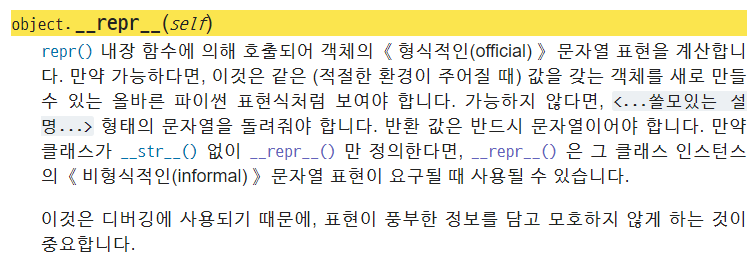 object.__repr__(self)
repr() 내장 함수에 의해 호출되어 객체의《 형식적인(official) 》 문자열 표현을 계산합니
다. 만약 가능하다면, 이것은 같은 (적절한 환경이 주어질 때) 값을 갖는 객체를 새로 만들
수 있는 올바른 파이썬 표현식처럼 보여야 합니다. 가능하지 않다면, <...쓸모있는 설
명...> 형태의 문자열을 돌려줘야 합니다. 반환 값은 반드시 문자열이어야 합니다. 만약
클래스가 __str__() 없이 __repr__() 만 정의한다면, __repr__() 은 그 클래스 인스턴스
의《 비형식적인(informal) 》 문자열 표현이 요구될 때 사용될 수 있습니다.
이것은 디버깅에 사용되기 때문에, 표현이 풍부한 정보를 담고 모호하지 않게 하는 것이
중요합니다.